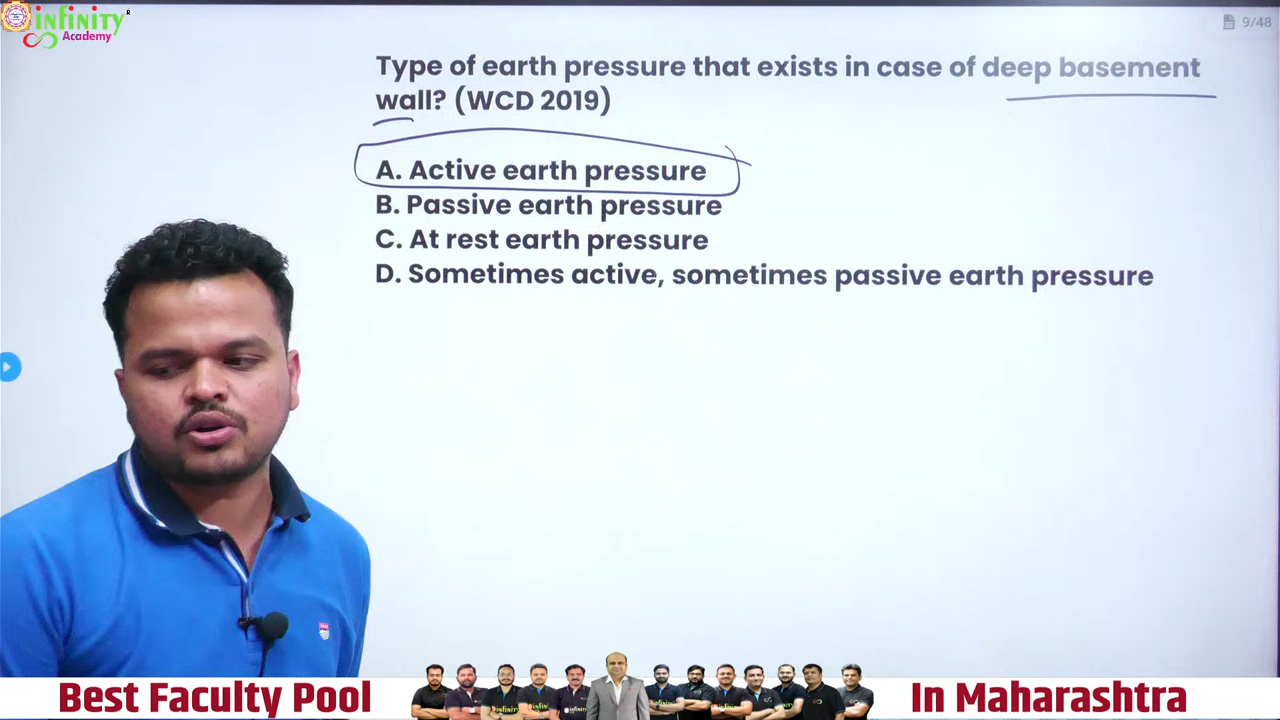 infinity
Academy
9/48
Type of earth pressure that exists in case of deep basement
wall? (WCD 2019)
A. Active earth pressure
B. Passive earth pressure
C. At rest earth pressure
D. Sometimes active, sometimes passive earth pressure
Best Faculty Pool
In Maharashtra